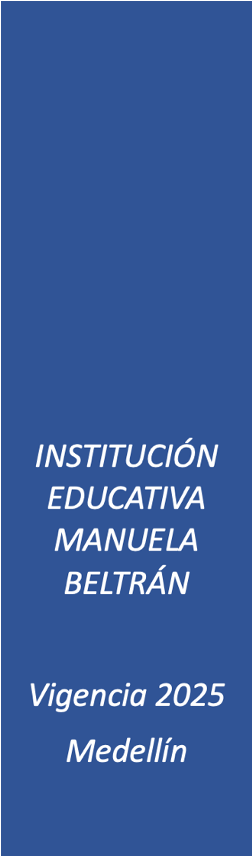 INSTITUCIÓN
EDUCATIVA
MANUELA
BELTRÁN
Vigencia 2025
Medellín